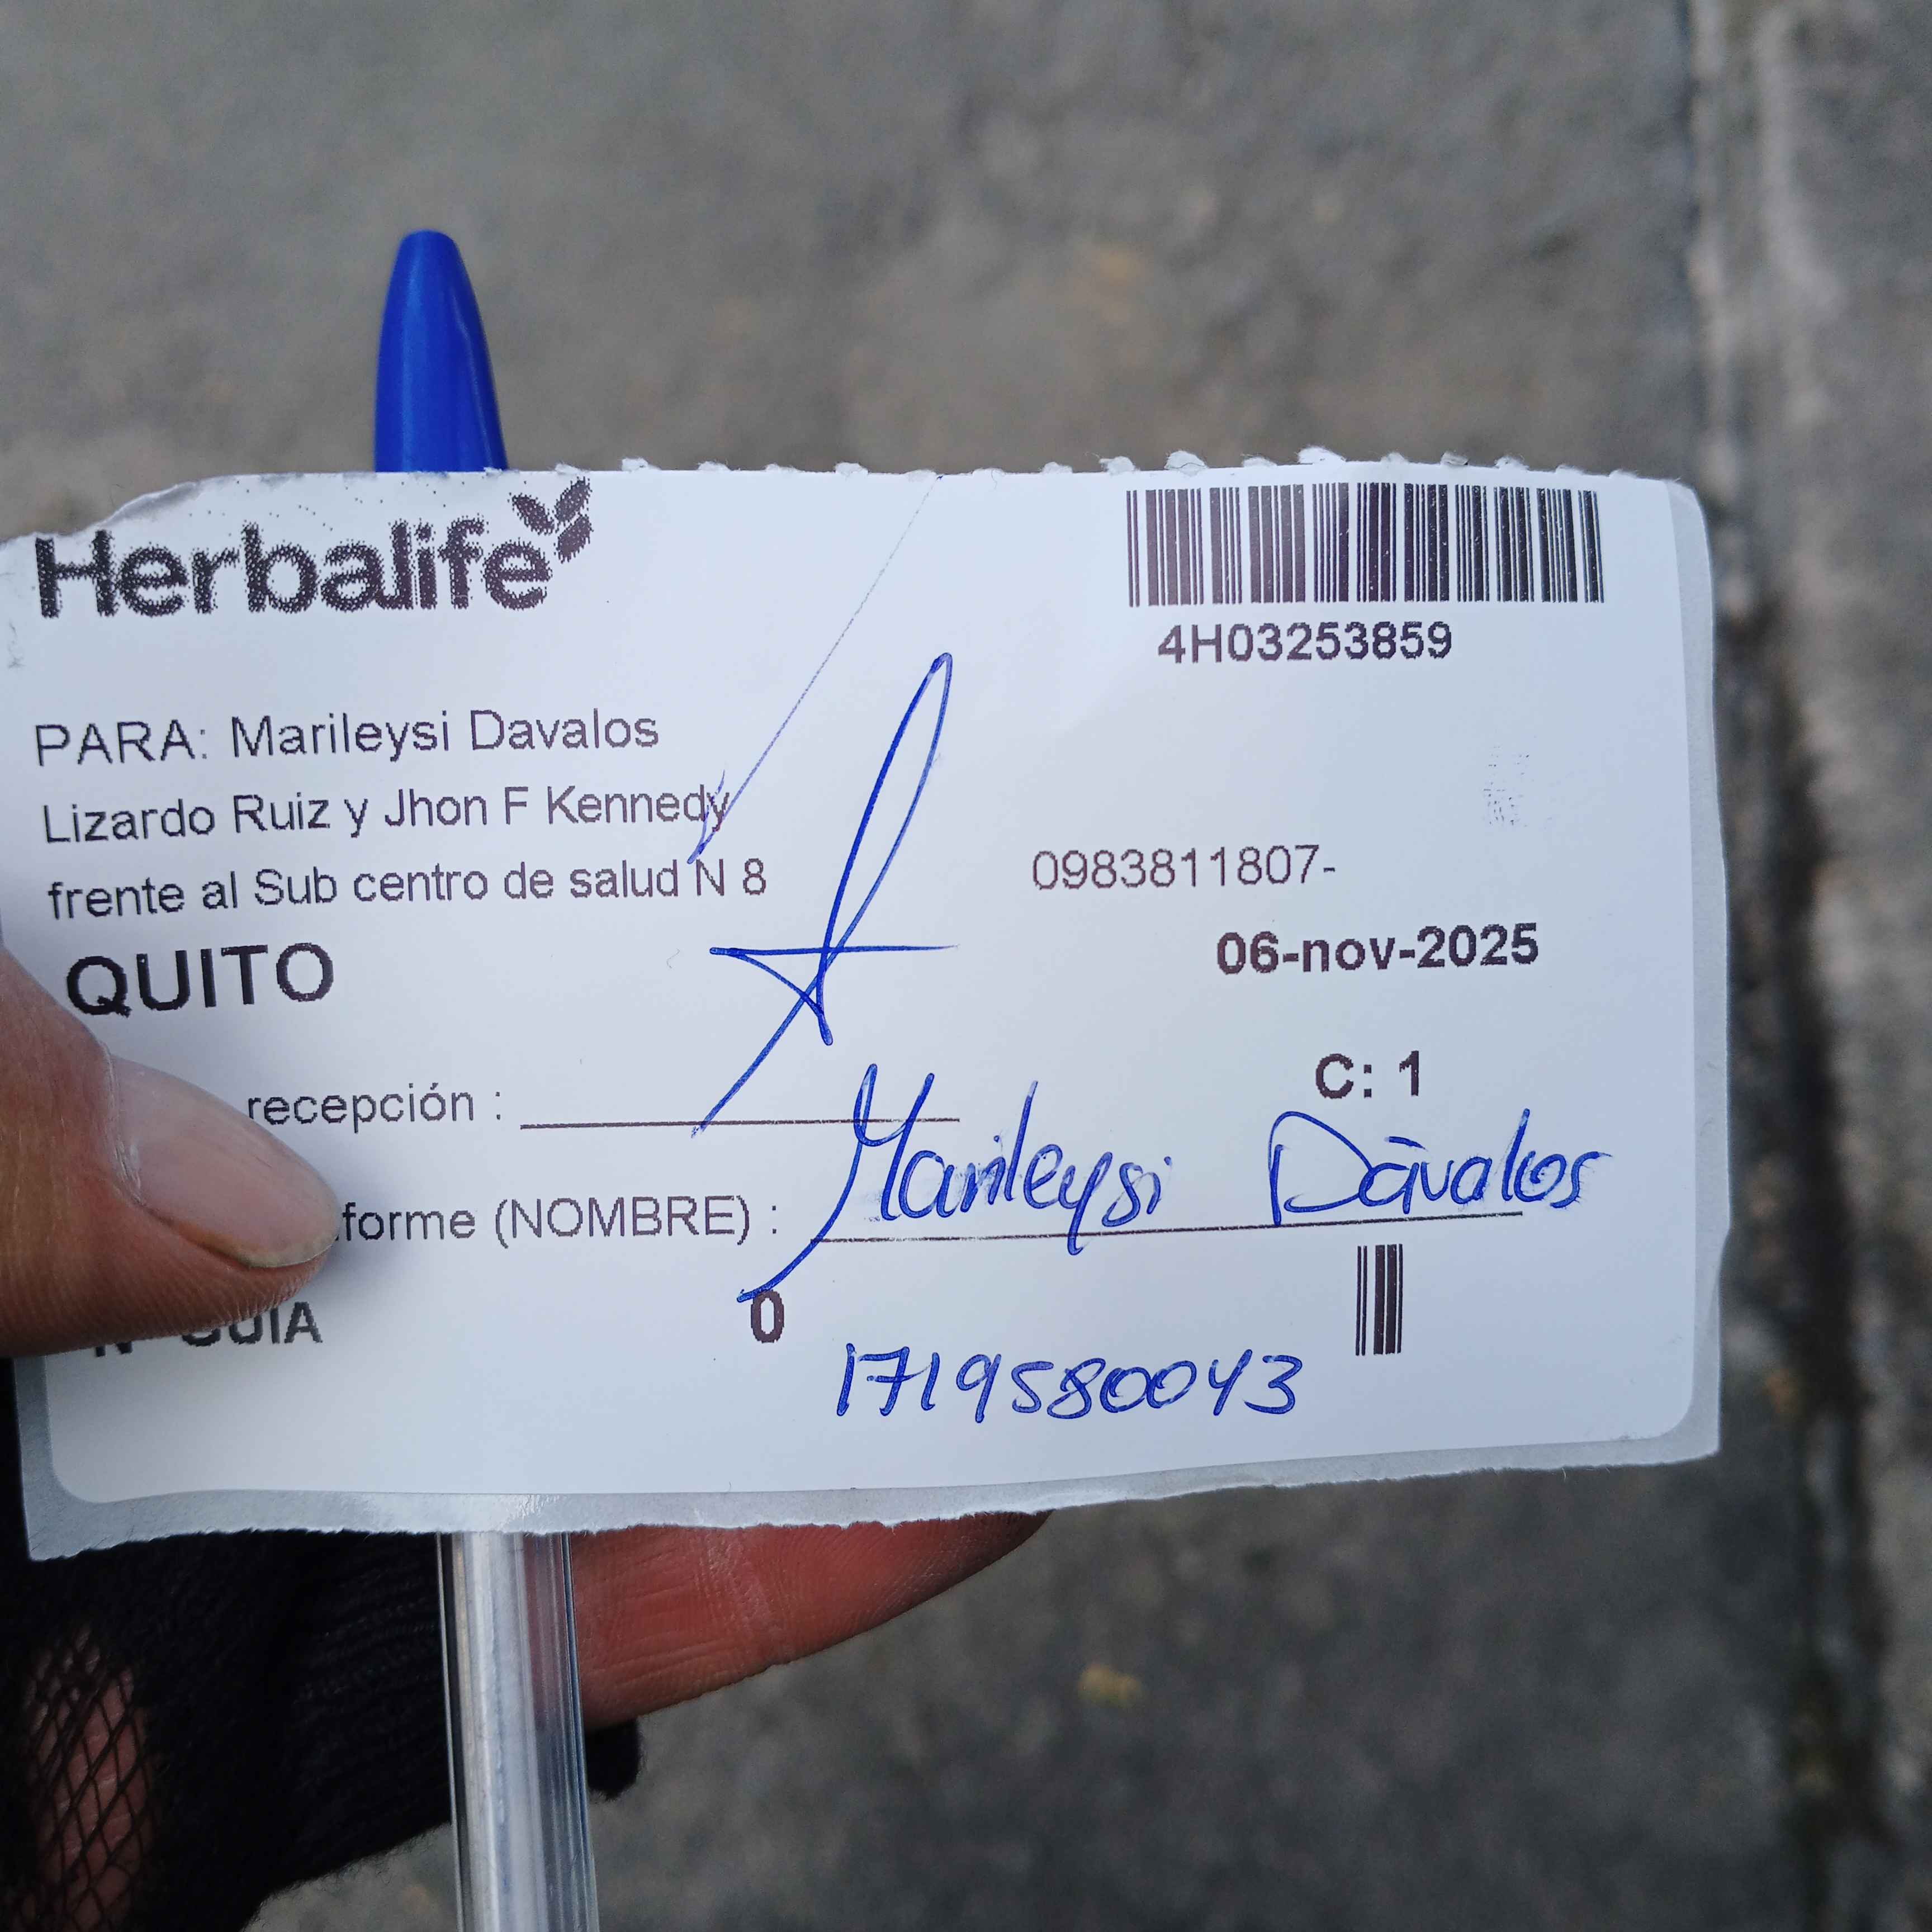 Herbalife
4H03253859
PARA: Marileysi Davalos
Lizardo Ruiz y Jhon F Kennedy
frente al Sub centro de salud N 8
0983811807-
QUITO
06-nov-2025
C: 1
recepción :
forme (NOMBRE) : Marileysi Dàvalos
GUIA 0
1719580043